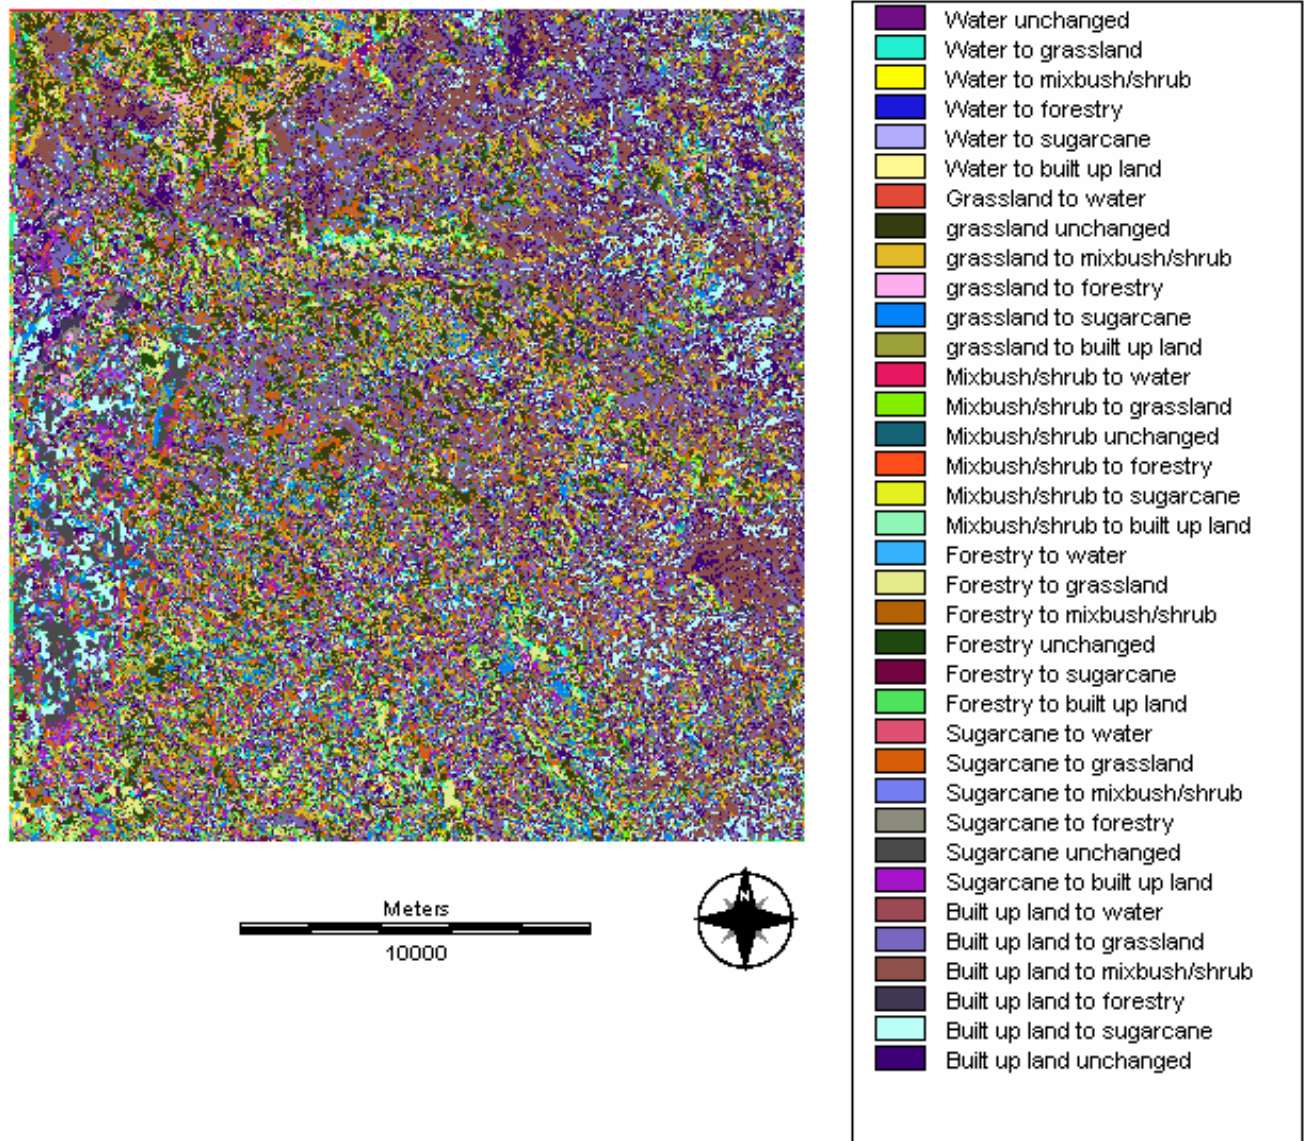 Water unchanged
Water to grassland
Water to mixbush/shrub
Water to forestry
Water to sugarcane
Water to built up land
Grassland to water
grassland unchanged
grassland to mixbush/shrub
grassland to forestry
grassland to sugarcane
grassland to built up land
Mixbush/shrub to water
Mixbush/shrub to grassland
Mixbush/shrub unchanged
Mixbush/shrub to forestry
Mixbush/shrub to sugarcane
Mixbush/shrub to built up land
Forestry to water
Forestry to grassland
Forestry to mixbush/shrub
Forestry unchanged
Forestry to sugarcane
Forestry to built up land
Sugarcane to water
Sugarcane to grassland
Sugarcane to mixbush/shrub
Sugarcane to forestry
Sugarcane unchanged
Sugarcane to built up land
Built up land to water
Built up land to grassland
Built up land to mixbush/shrub
Built up land to forestry
Built up land to sugarcane
Built up land unchanged
Meters
10000